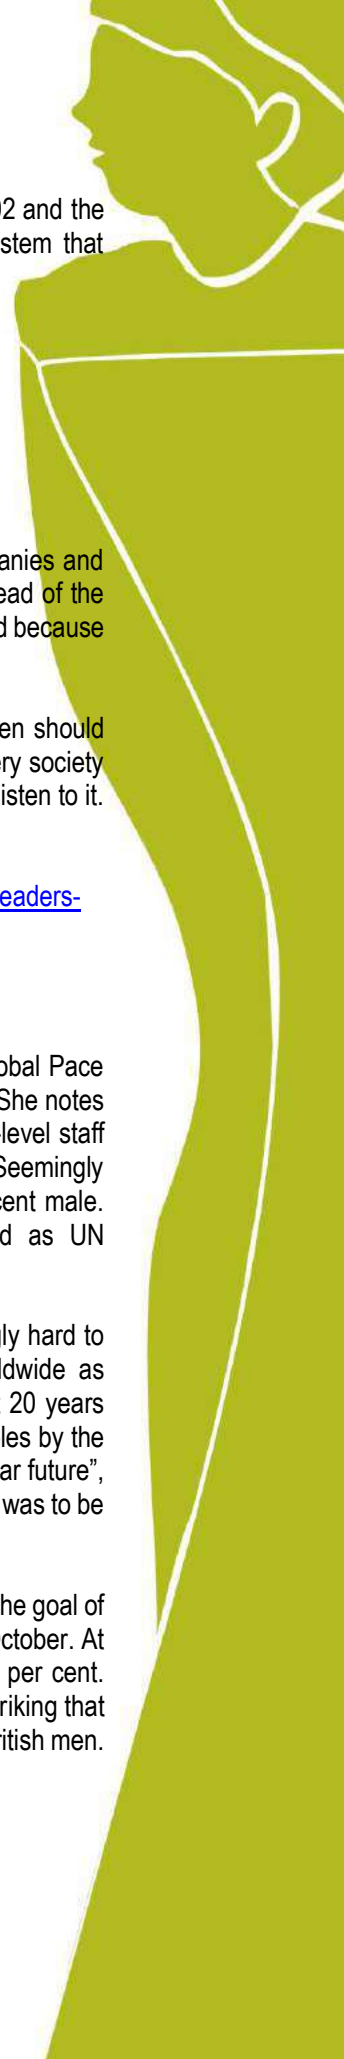 02 and the
stem that
anies and
ead of the
d because
en should
ry society
isten to it.
eaders-
obal Pace
She notes
level staff
Seemingly
cent male.
d as UN
gly hard to
ldwide as
20 years
les by the
ar future”,
was to be
he goal of
ctober. At
per cent.
riking that
ritish men.